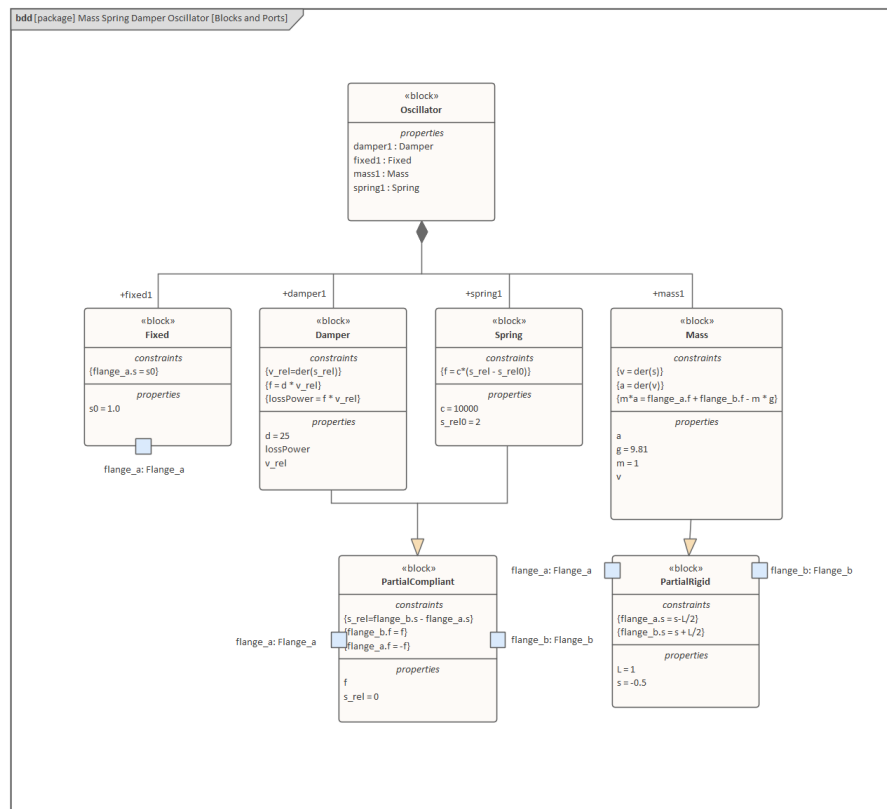 bdd [package] Mass Spring Damper Oscillator [Blocks and Ports]
«block»
Oscillator
properties
damper1 : Damper
fixed1 : Fixed
mass1 : Mass
spring1 : Spring
+fixed1
+damper1
+spring1
+mass1
«block»
Fixed
constraints
{flange_a.s = s0}
properties
s0 = 1.0
flange_a: Flange_a
«block»
Damper
constraints
{v_rel=der(s_rel)}
{f = d * v_rel}
{lossPower = f * v_rel}
properties
d = 25
lossPower
v_rel
«block»
Spring
constraints
{f = c*(s_rel - s_rel0)}
properties
c = 10000
s_rel0 = 2
«block»
Mass
constraints
{v = der(s)}
{a = der(v)}
{m*a = flange_a.f + flange_b.f - m * g}
properties
a
g = 9.81
m = 1
v
«block»
PartialCompliant
constraints
{s_rel=flange_b.s - flange_a.s}
{flange_b.f = f}
{flange_a.f = -f}
properties
f
s_rel = 0
flange_a: Flange_a
flange_b: Flange_b
«block»
PartialRigid
constraints
{flange_a.s = s-L/2}
{flange_b.s = s + L/2}
properties
L = 1
s = -0.5
flange_a: Flange_a
flange_b: Flange_b